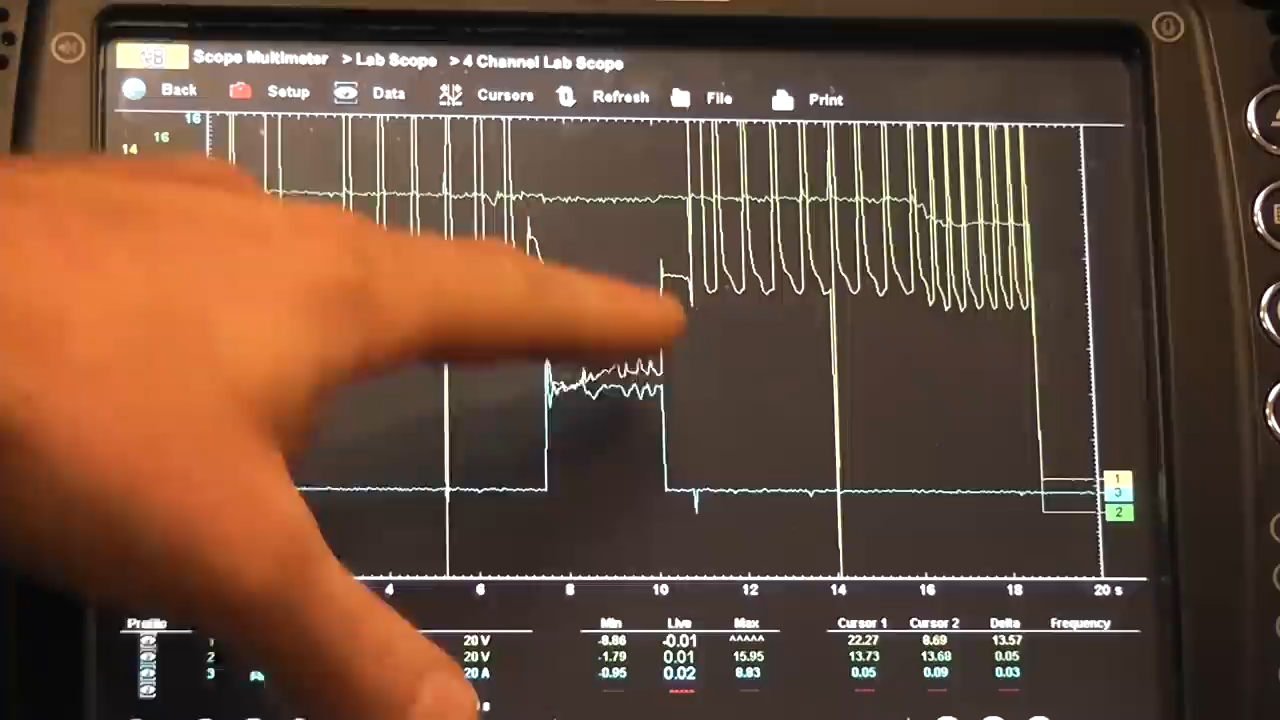 Scope Multimeter > Lab Scope > 4 Channel Lab Scope
Back Setup Data Cursors Refresh File Print
16
16
14
1
3
2
4 6 8 10 12 14 16 18 20 s
Min Live Max Cursor 1 Cursor 2 Delta Frequency
1 20 V -8.86 -0.01 ^^^^^ 22.27 8.69 13.57
2 20 V -1.79 0.01 15.95 13.73 13.68 0.05
3 20 A -0.95 0.02 8.83 0.05 0.09 0.03